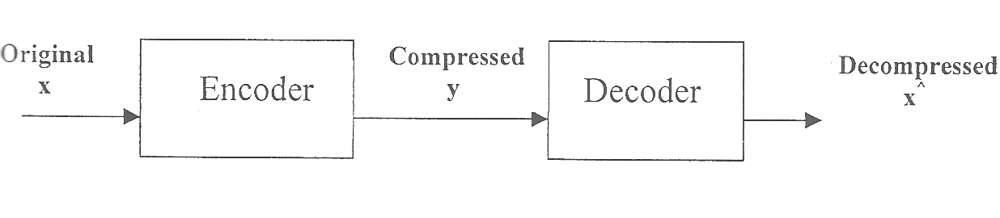 Original
x
Encoder
Compressed
y
Decoder
Decompressed
x̂